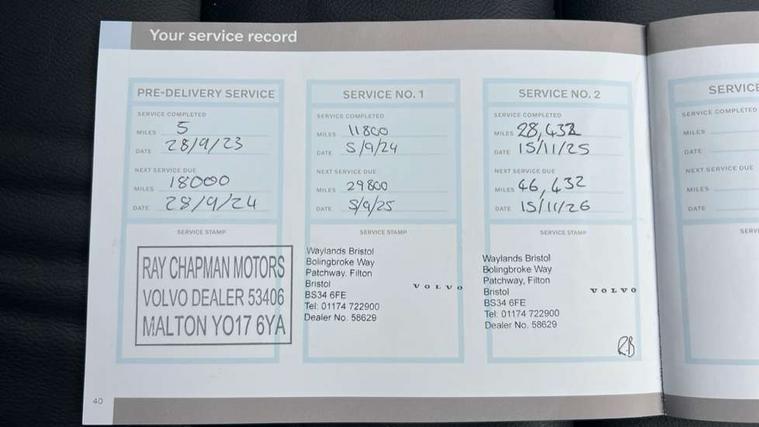 Your service record
PRE-DELIVERY SERVICE
SERVICE COMPLETED
MILES 5
DATE 28/9/23
NEXT SERVICE DUE
MILES 18000
DATE 28/9/24
SERVICE STAMP
RAY CHAPMAN MOTORS
VOLVO DEALER 53406
MALTON YO17 6YA
SERVICE NO. 1
SERVICE COMPLETED
MILES 11800
DATE 5/9/24
NEXT SERVICE DUE
MILES 29800
DATE 5/9/25
SERVICE STAMP
Waylands Bristol
Bolingbroke Way
Patchway. Filton
Bristol
BS34 6FE
Tel: 01174 722900
Dealer No. 58629
VOLVO
SERVICE NO. 2
SERVICE COMPLETED
MILES 28,432
DATE 15/11/25
NEXT SERVICE DUE
MILES 46,432
DATE 15/11/26
SERVICE STAMP
Waylands Bristol
Bolingbroke Way
Patchway, Filton
Bristol
BS34 6FE
Tel: 01174 722900
Dealer No. 58629
VOLVO
RB
SERVICE
SERVICE COMPLETED
MILES
DATE
NEXT SERVICE DUE
MILES
DATE
SERV
40